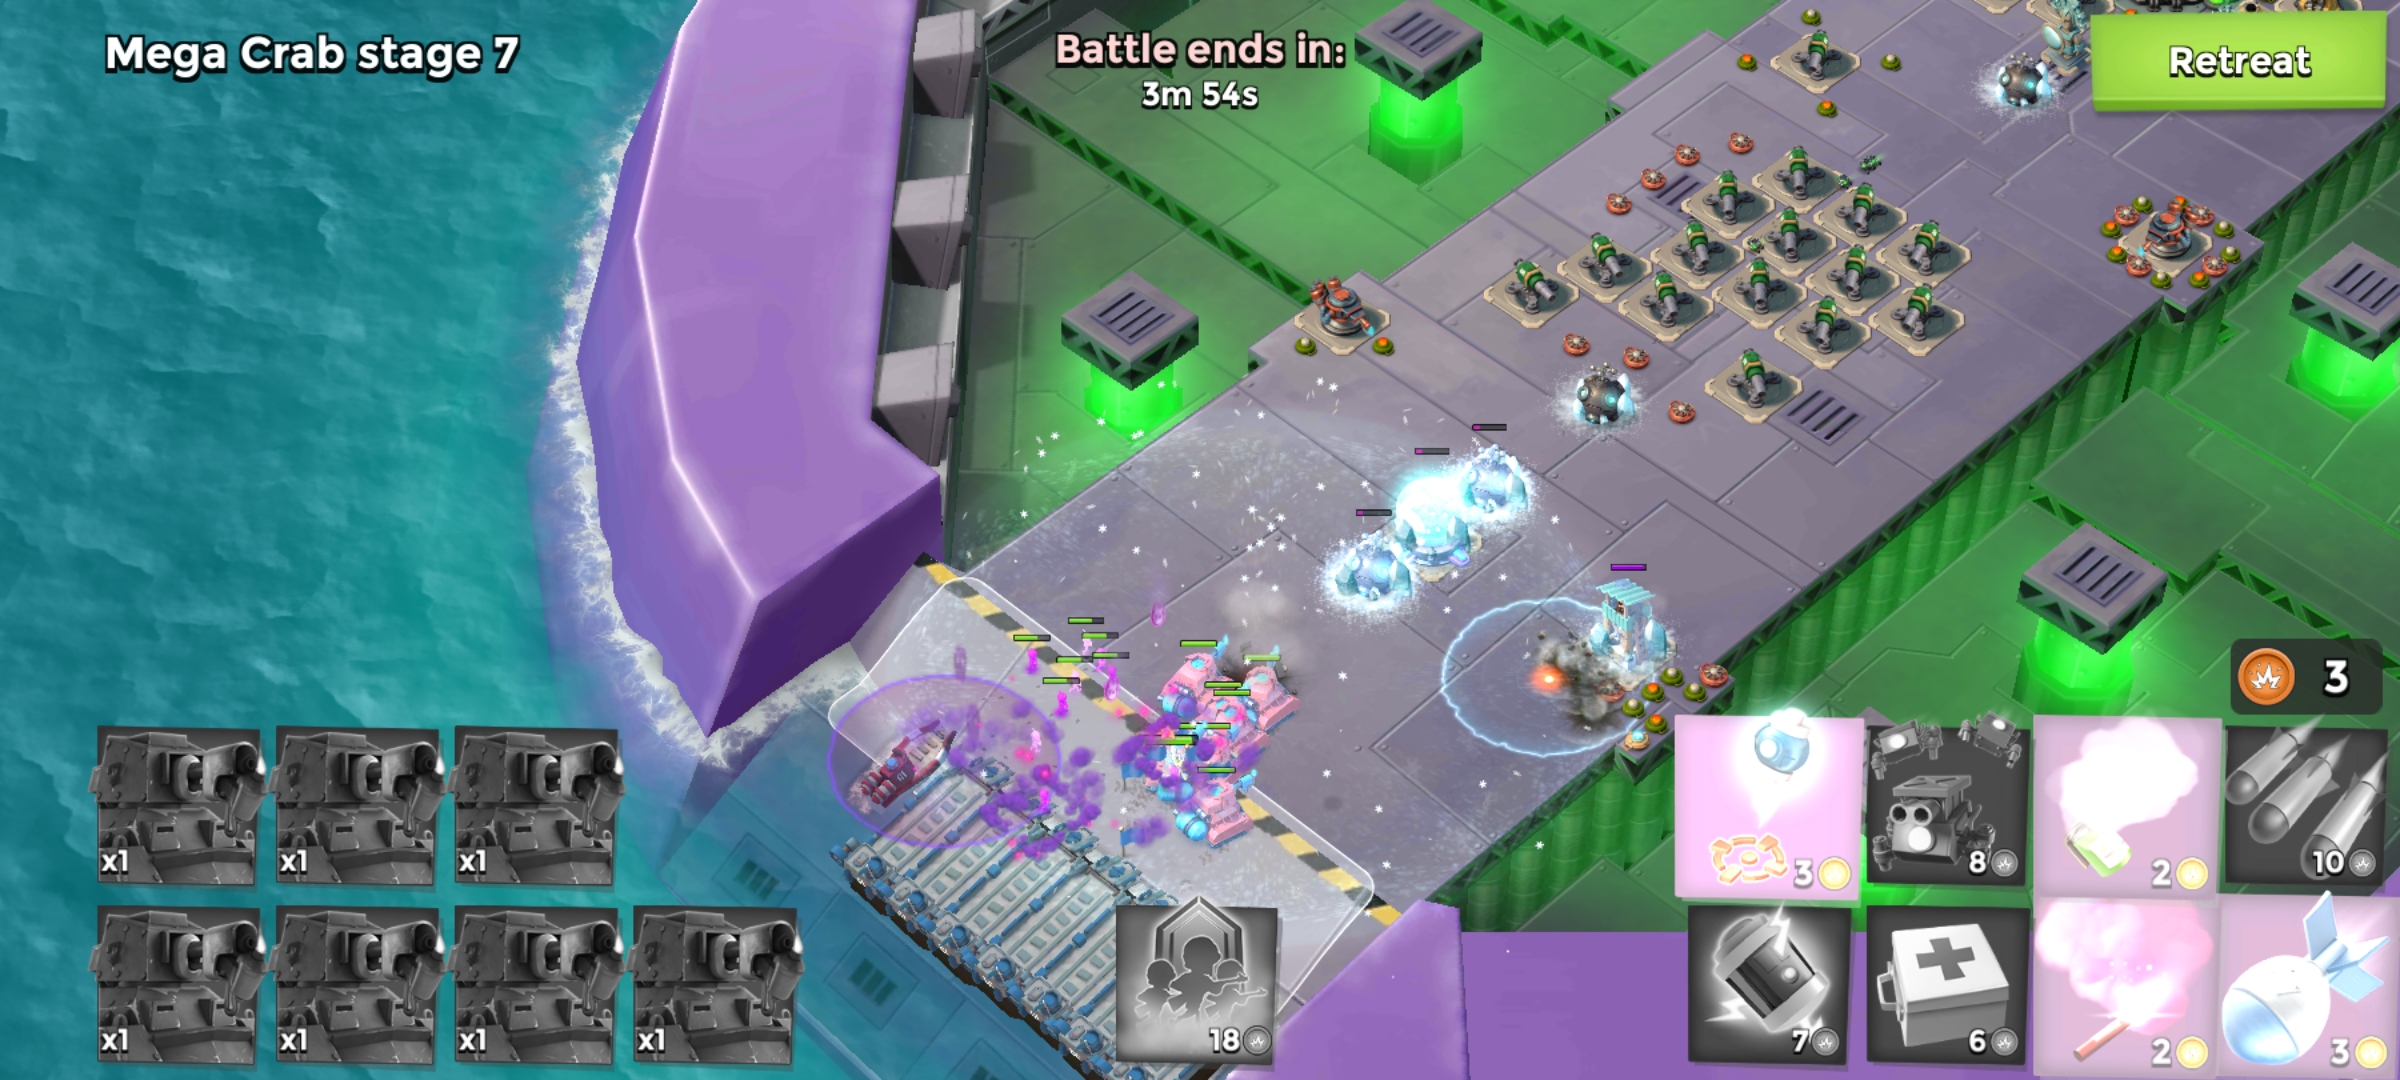 Mega Crab stage 7
Battle ends in:
3m 54s
Retreat
3
x1
x1
x1
3
8
2
10
x1
x1
x1
x1
18
7
6
2
3